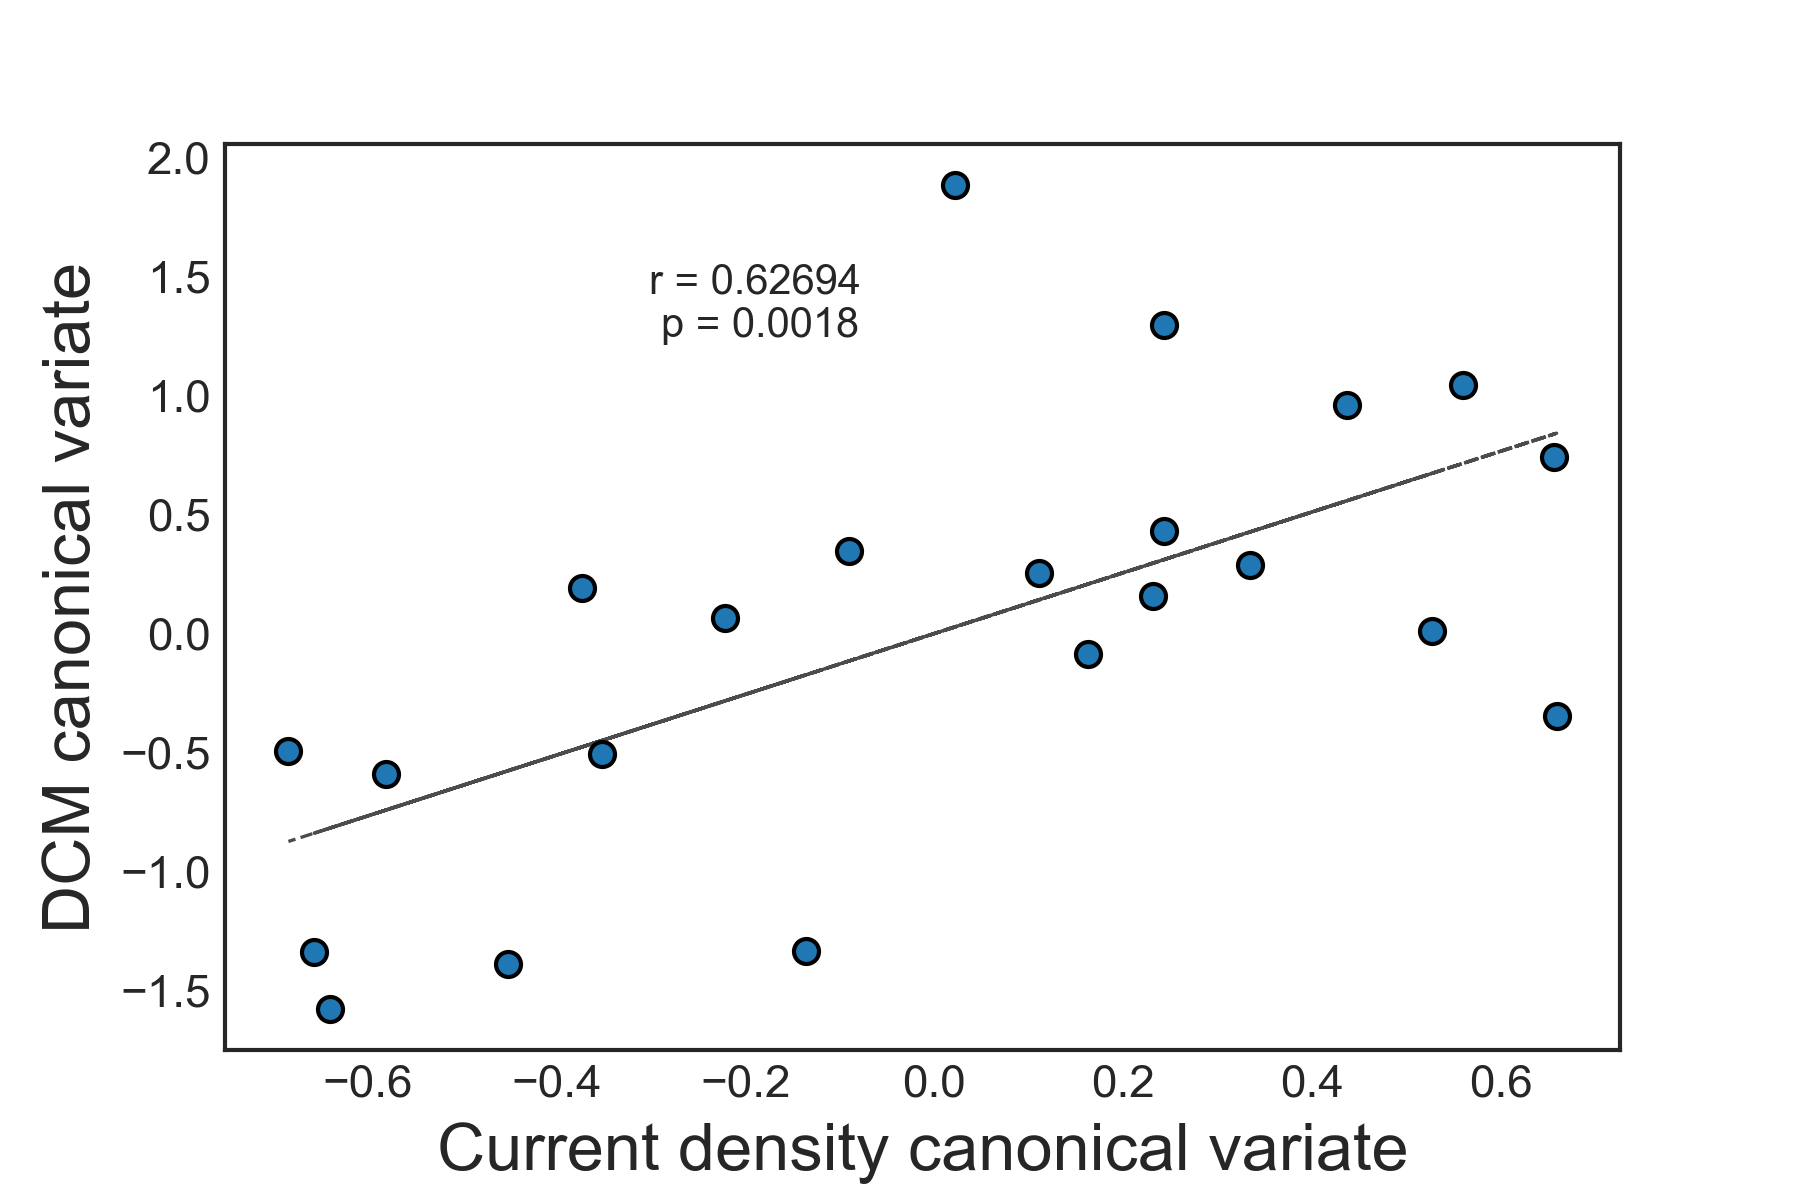 2.0
1.5
1.0
0.5
0.0
−0.5
−1.0
−1.5
DCM canonical variate
r = 0.62694
p = 0.0018
−0.6 −0.4 −0.2 0.0 0.2 0.4 0.6
Current density canonical variate